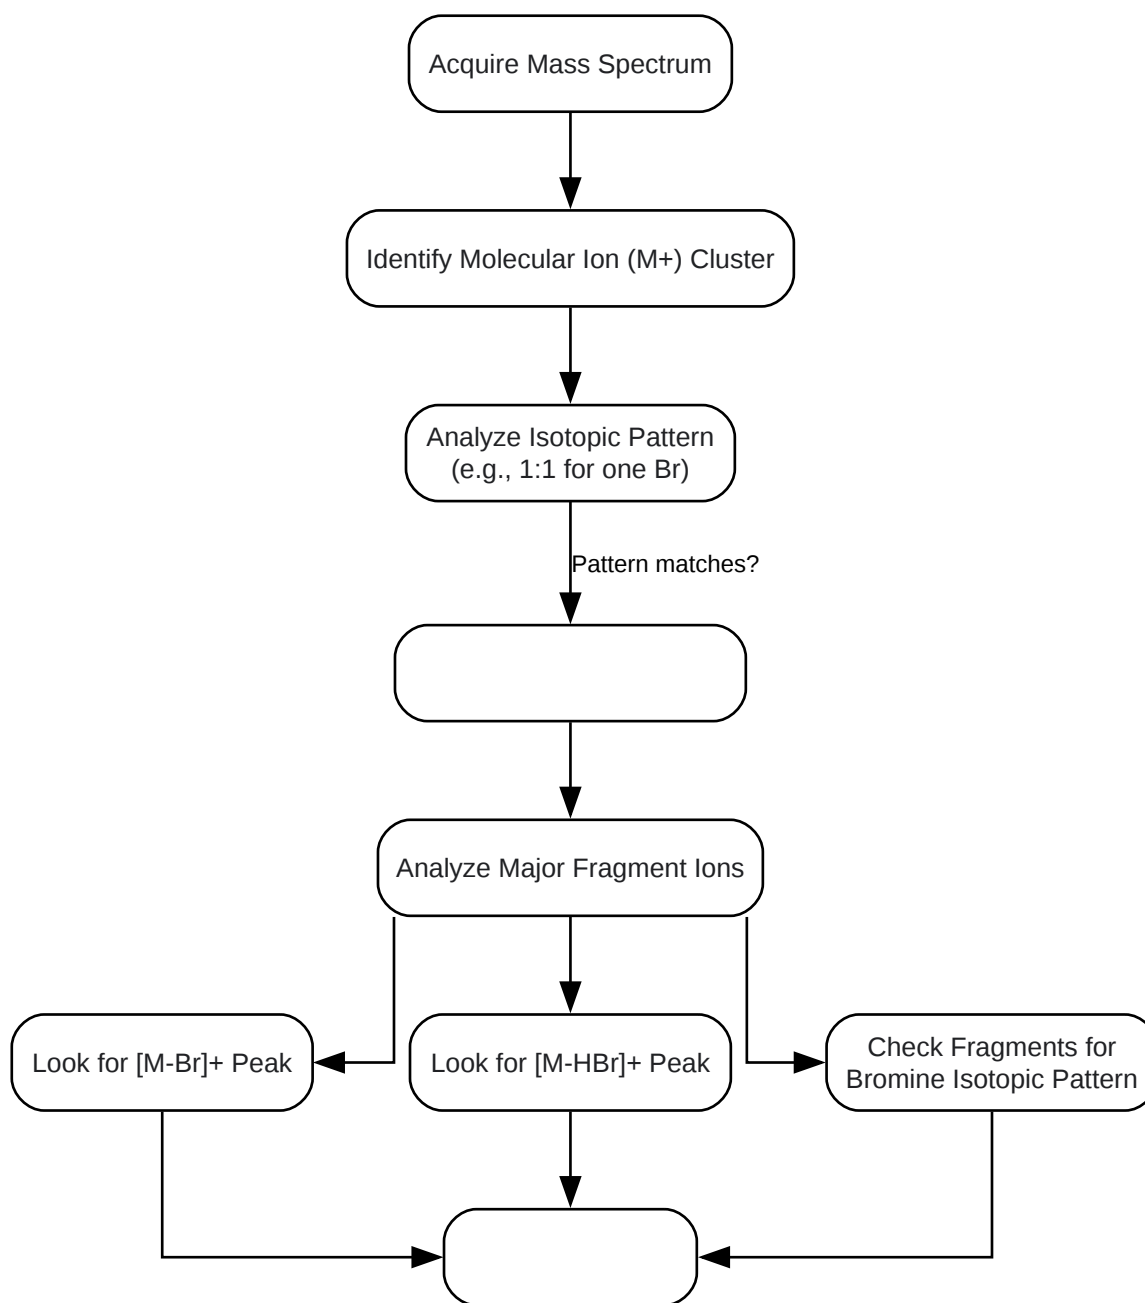 Acquire Mass Spectrum
Identify Molecular Ion (M+) Cluster
Analyze Isotopic Pattern
(e.g., 1:1 for one Br)
Pattern matches?
Analyze Major Fragment Ions
Look for [M-Br]+ Peak
Look for [M-HBr]+ Peak
Check Fragments for
Bromine Isotopic Pattern